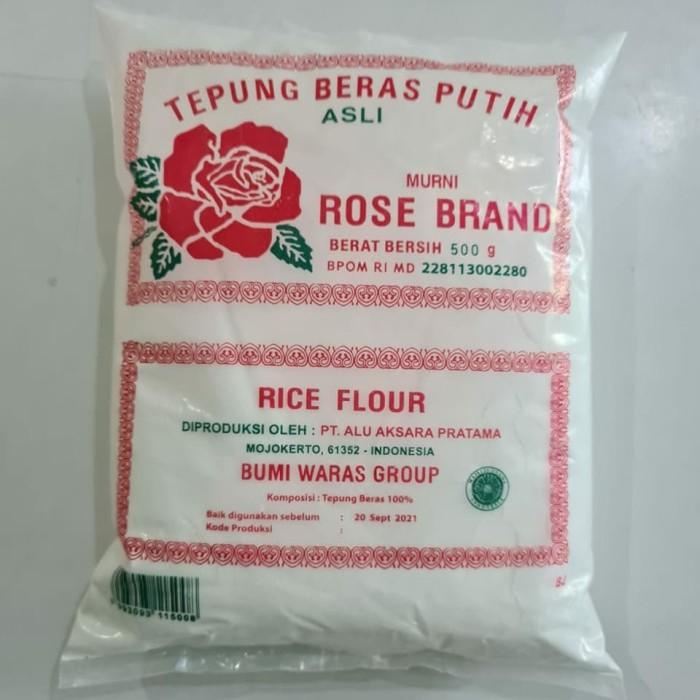 TEPUNG BERAS PUTIH
ASLI
MURNI
ROSE BRAND
BERAT BERSIH 500 g
BPOM RI MD 228113002280
RICE FLOUR
DIPRODUKSI OLEH : PT. ALU AKSARA PRATAMA
MOJOKERTO, 61352 - INDONESIA
BUMI WARAS GROUP
Komposisi : Tepung Beras 100%
Baik digunakan sebelum : 20 Sept 2021
Kode Produksi :